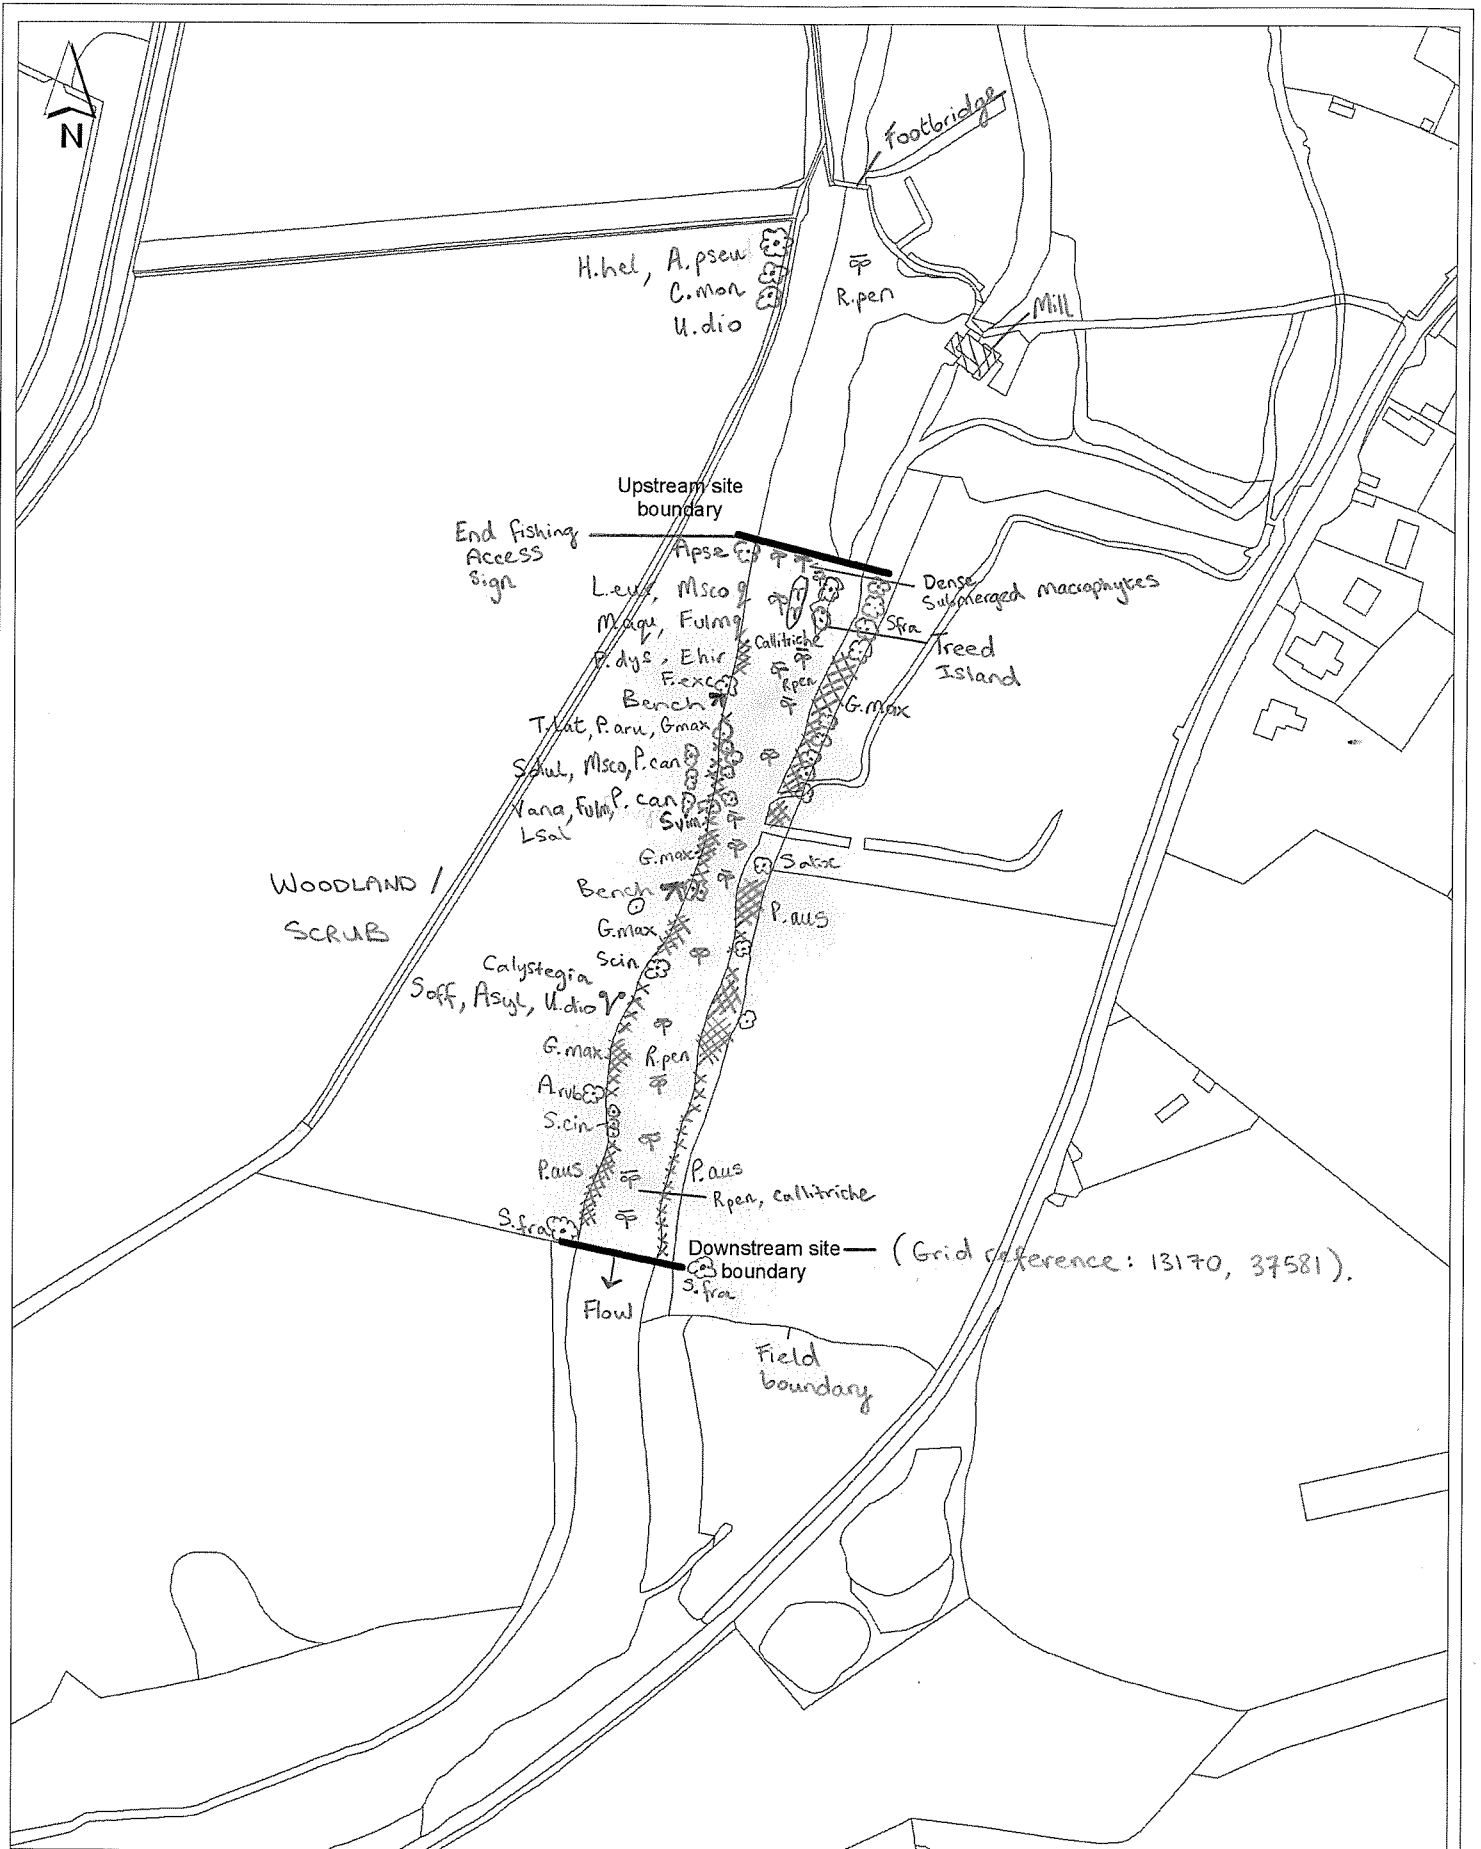 N
Footbridge
H.hel, A.pseu
C.mon
U.dio
R.pen
Mill
Upstream site
boundary
End fishing
Access
Sign
Apse
Dense
Submerged macrophytes
L.eur, Msco
M.aqu, Fulm
Callitriche
Sfra
Treed
Island
P.dys, Ehir
F.exc
Rpen
Bench
G.max
T.lat, P.aru, Gmax
Msco, P.can
Vana, Fulm, P.can
Lsal
Svim
G.max
Salix
WOODLAND /
SCRUB
Bench
P.aus
G.max
Scin
Calystegia
Soff, Asyl, U.dio
G.max
R.pen
A.rub
S.cin
P.aus
P.aus
Rpen, Callitriche
S.fra
Downstream site
boundary
(Grid reference: 13170, 37581).
S.fra
Flow
Field
boundary